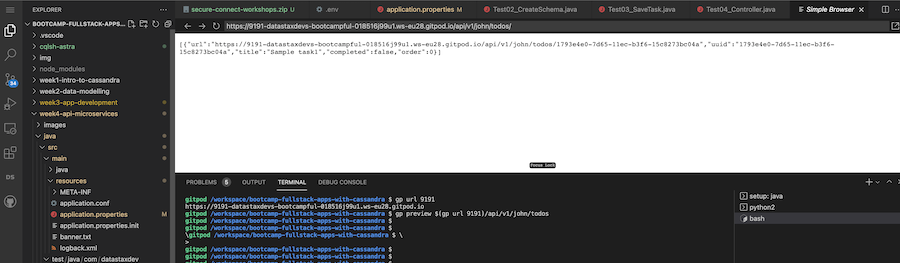 EXPLORER
secure-connect-workshops.zip U
.env
application.properties M
Test02_CreateSchema.java
Test03_SaveTask.java
Test04_Controller.java
Simple Browser
https://9191-datastaxdevs-bootcampful-018516j99u1.ws-eu28.gitpod.io/api/v1/john/todos/
[{"url":"https://9191-datastaxdevs-bootcampful-018516j99u1.ws-eu28.gitpod.io/api/v1/john/todos/1793e4e0-7d65-11ec-b3f6-15c8273bc04a","uuid":"1793e4e0-7d65-11ec-b3f6-
15c8273bc04a","title":"Sample task1","completed":false,"order":0}]
Focus Lock
BOOTCAMP-FULLSTACK-APPS-...
.vscode
cqlsh-astra
img
node_modules
week1-intro-to-cassandra
week2-data-modelling
week3-app-development
week4-api-microservices
images
java
src
main
java
resources
META-INF
application.conf
application.properties M
application.properties.init
banner.txt
logback.xml
test/java/com/datastaxdev
34
DS
PROBLEMS 5 OUTPUT TERMINAL DEBUG CONSOLE
gitpod /workspace/bootcamp-fullstack-apps-with-cassandra $ gp url 9191
https://9191-datastaxdevs-bootcampful-018516j99u1.ws-eu28.gitpod.io
gitpod /workspace/bootcamp-fullstack-apps-with-cassandra $ gp preview $(gp url 9191)/api/v1/john/todos
gitpod /workspace/bootcamp-fullstack-apps-with-cassandra $
gitpod /workspace/bootcamp-fullstack-apps-with-cassandra $
\gitpod /workspace/bootcamp-fullstack-apps-with-cassandra $ \
>
gitpod /workspace/bootcamp-fullstack-apps-with-cassandra $
gitpod /workspace/bootcamp-fullstack-apps-with-cassandra $
setup: java
python2
bash